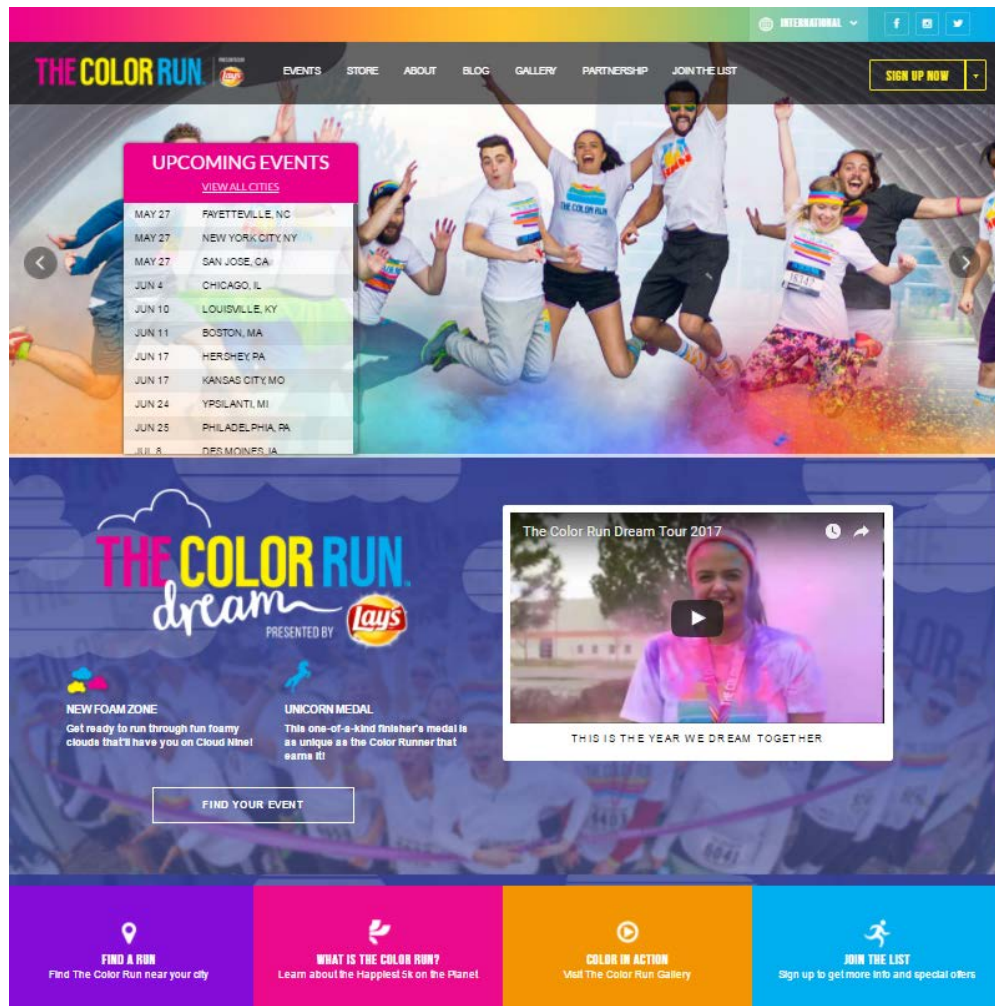 INTERNATIONAL
THE COLOR RUN
Lay's
EVENTS STORE ABOUT BLOG GALLERY PARTNERSHIP JOIN THE LIST
SIGN UP NOW
UPCOMING EVENTS
VIEW ALL CITIES
MAY 27 FAYETTEVILLE, NC
MAY 27 NEW YORK CITY, NY
MAY 27 SAN JOSE, CA
JUN 4 CHICAGO, IL
JUN 10 LOUISVILLE, KY
JUN 11 BOSTON, MA
JUN 17 HERSHEY, PA
JUN 17 KANSAS CITY, MO
JUN 24 YPSILANTI, MI
JUN 25 PHILADELPHIA, PA
JUL 8 DES MOINES, IA
THE COLOR RUN
16342
THE COLOR RUN
dream
PRESENTED BY Lay's
NEW FOAM ZONE
Get ready to run through fun foamy
clouds that'll have you on Cloud Nine!
UNICORN MEDAL
This one-of-a-kind finisher's medal is
as unique as the Color Runner that
earns it!
FIND YOUR EVENT
The Color Run Dream Tour 2017
THIS IS THE YEAR WE DREAM TOGETHER
6041
FIND A RUN
Find The Color Run near your city
WHAT IS THE COLOR RUN?
Learn about the Happiest 5k on the Planet
COLOR IN ACTION
Visit The Color Run Gallery
JOIN THE LIST
Sign up to get more info and special offers